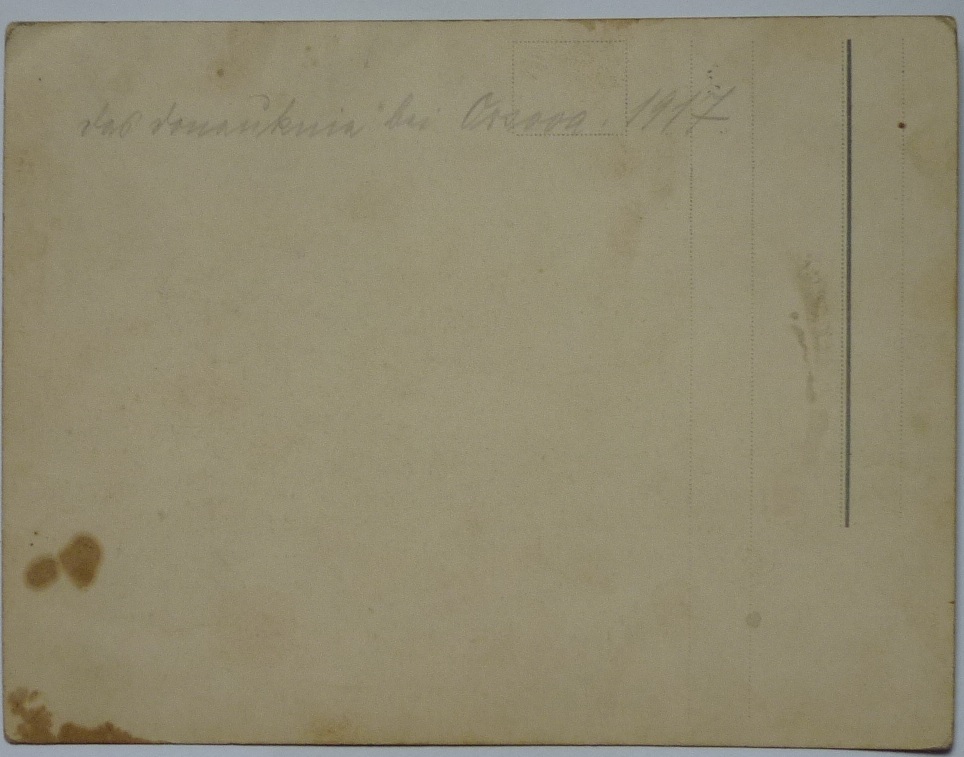 das donauknie bei Orsova. 1917